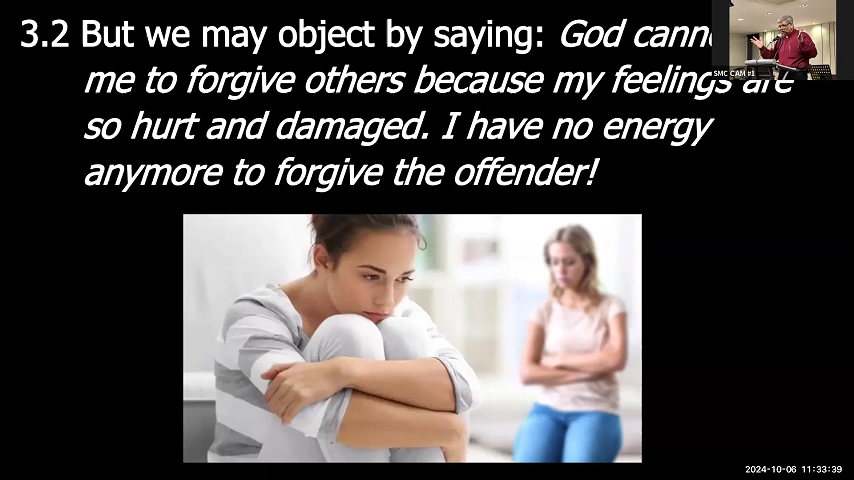 3.2 But we may object by saying: God
me to forgive others because my feelings are
so hurt and damaged. I have no energy
anymore to forgive the offender!
SMC CAM #1
2024-10-06 11:33:39